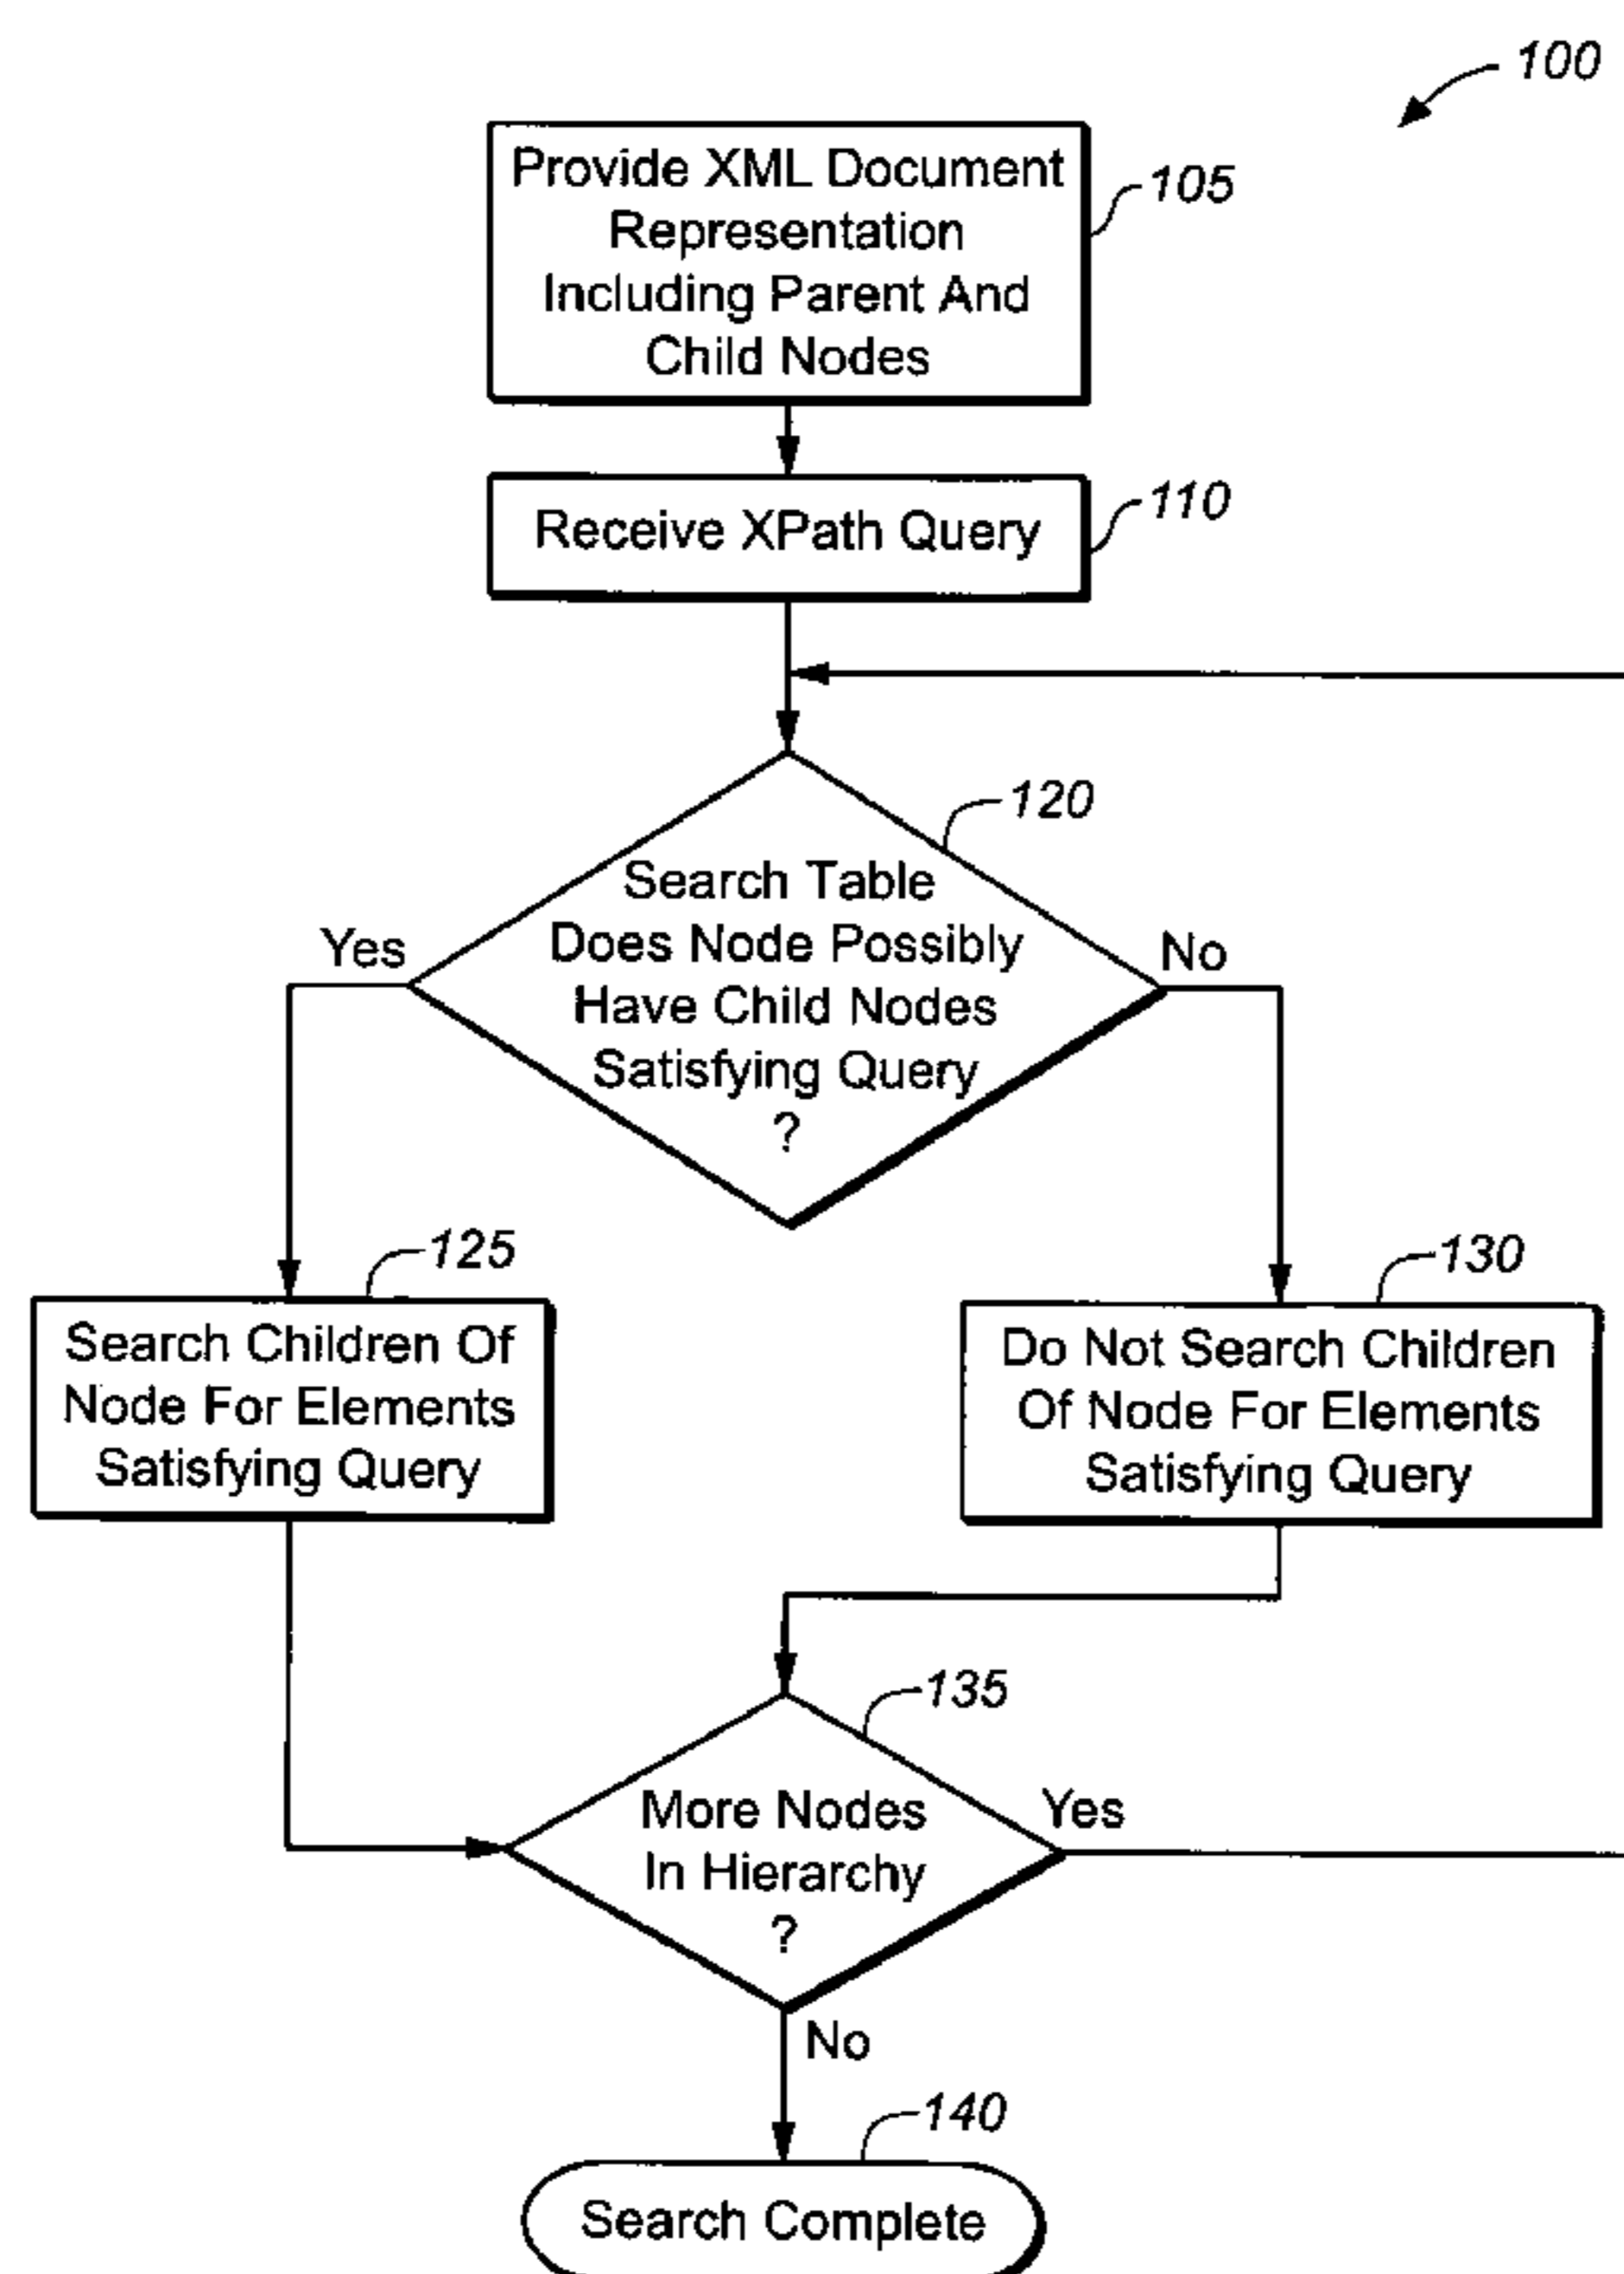 100
Provide XML Document
Representation
Including Parent And
Child Nodes
105
Receive XPath Query
110
120
Search Table
Does Node Possibly
Have Child Nodes
Satisfying Query
?
Yes
No
125
Search Children Of
Node For Elements
Satisfying Query
130
Do Not Search Children
Of Node For Elements
Satisfying Query
135
More Nodes
In Hierarchy
?
Yes
No
140
Search Complete